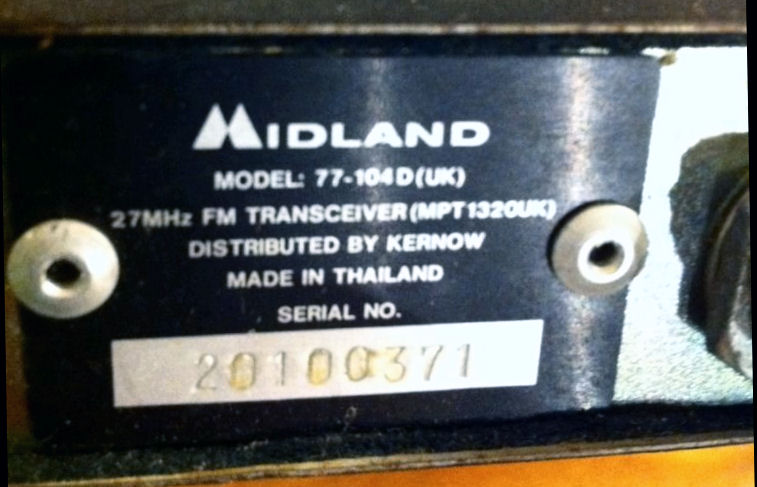 MIDLAND
MODEL: 77-104D(UK)
27MHz FM TRANSCEIVER (MPT1320UK)
DISTRIBUTED BY KERNOW
MADE IN THAILAND
SERIAL NO.
20100371